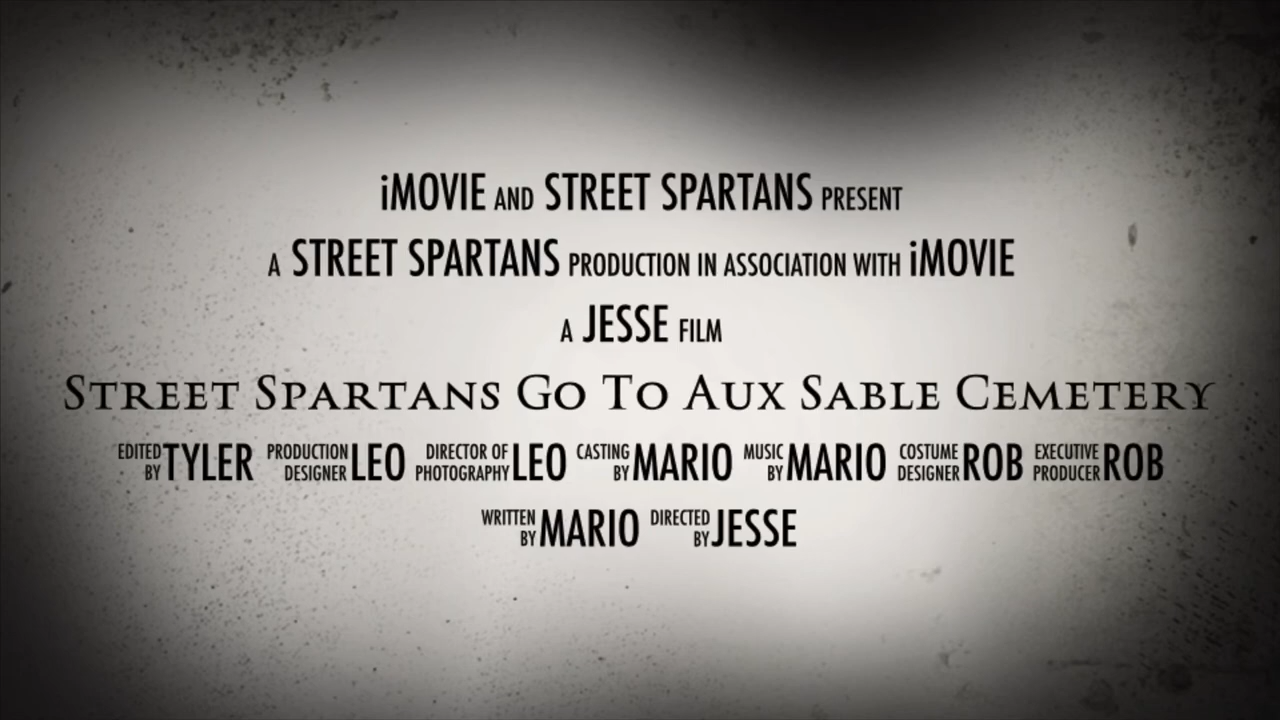 iMOVIE AND STREET SPARTANS PRESENT
A STREET SPARTANS PRODUCTION IN ASSOCIATION WITH iMOVIE
A JESSE FILM
STREET SPARTANS GO TO AUX SABLE CEMETERY
EDITED BY TYLER PRODUCTION DESIGNER LEO DIRECTOR OF PHOTOGRAPHY LEO CASTING BY MARIO MUSIC BY MARIO COSTUME DESIGNER ROB EXECUTIVE PRODUCER ROB
WRITTEN BY MARIO DIRECTED BY JESSE